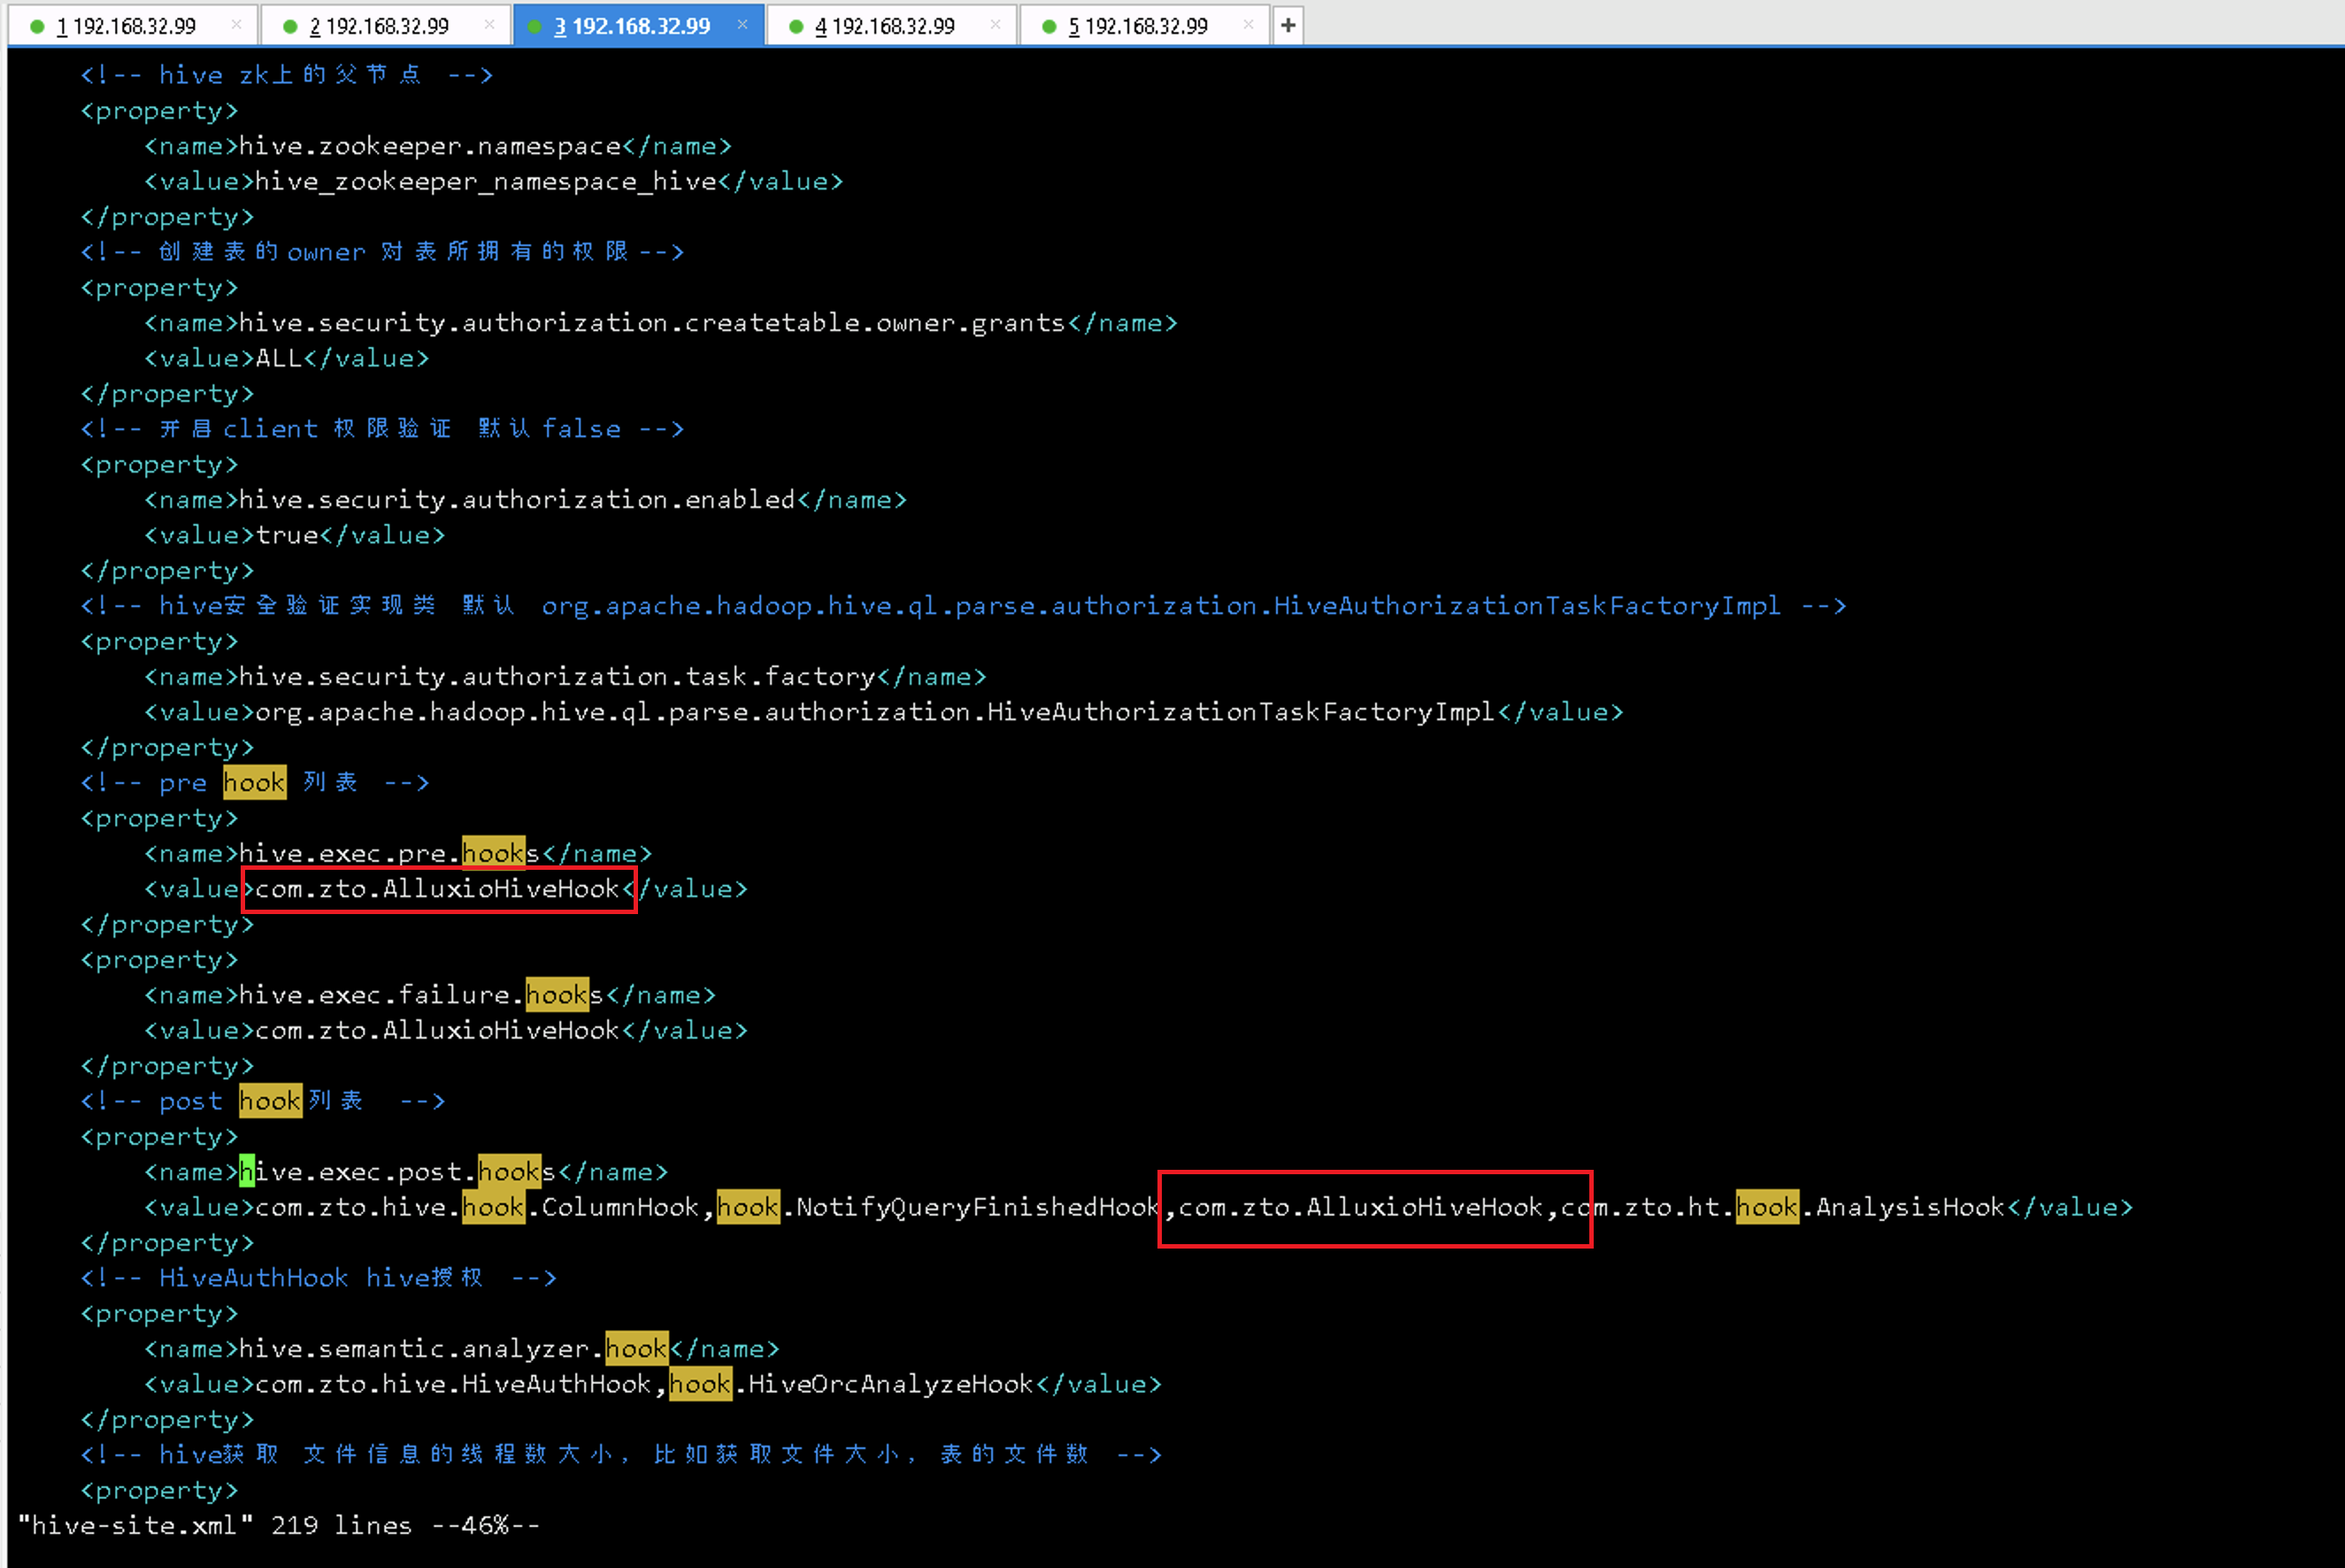 1 192.168.32.99 × 2 192.168.32.99 × 3 192.168.32.99 × 4 192.168.32.99 × 5 192.168.32.99 × +
<!-- hive zk上的父节点 -->
<property>
<name>hive.zookeeper.namespace</name>
<value>hive_zookeeper_namespace_hive</value>
</property>
<!-- 创建表的owner 对表所拥有的权限-->
<property>
<name>hive.security.authorization.createtable.owner.grants</name>
<value>ALL</value>
</property>
<!-- 开启client 权限验证 默认false -->
<property>
<name>hive.security.authorization.enabled</name>
<value>true</value>
</property>
<!-- hive安全验证实现类 默认 org.apache.hadoop.hive.ql.parse.authorization.HiveAuthorizationTaskFactoryImpl -->
<property>
<name>hive.security.authorization.task.factory</name>
<value>org.apache.hadoop.hive.ql.parse.authorization.HiveAuthorizationTaskFactoryImpl</value>
</property>
<!-- pre hook 列表 -->
<property>
<name>hive.exec.pre.hooks</name>
<value>com.zto.AlluxioHiveHook</value>
</property>
<property>
<name>hive.exec.failure.hooks</name>
<value>com.zto.AlluxioHiveHook</value>
</property>
<!-- post hook列表 -->
<property>
<name>hive.exec.post.hooks</name>
<value>com.zto.hive.hook.ColumnHook,hook.NotifyQueryFinishedHook,com.zto.AlluxioHiveHook,com.zto.ht.hook.AnalysisHook</value>
</property>
<!-- HiveAuthHook hive授权 -->
<property>
<name>hive.semantic.analyzer.hook</name>
<value>com.zto.hive.HiveAuthHook,hook.HiveOrcAnalyzeHook</value>
</property>
<!-- hive获取 文件信息的线程数大小，比如获取文件大小，表的文件数 -->
<property>
"hive-site.xml" 219 lines --46%--